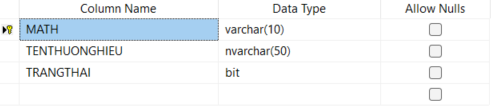 Column Name Data Type Allow Nulls
MATH varchar(10)
TENTHUONGHIEU nvarchar(50)
TRANGTHAI bit